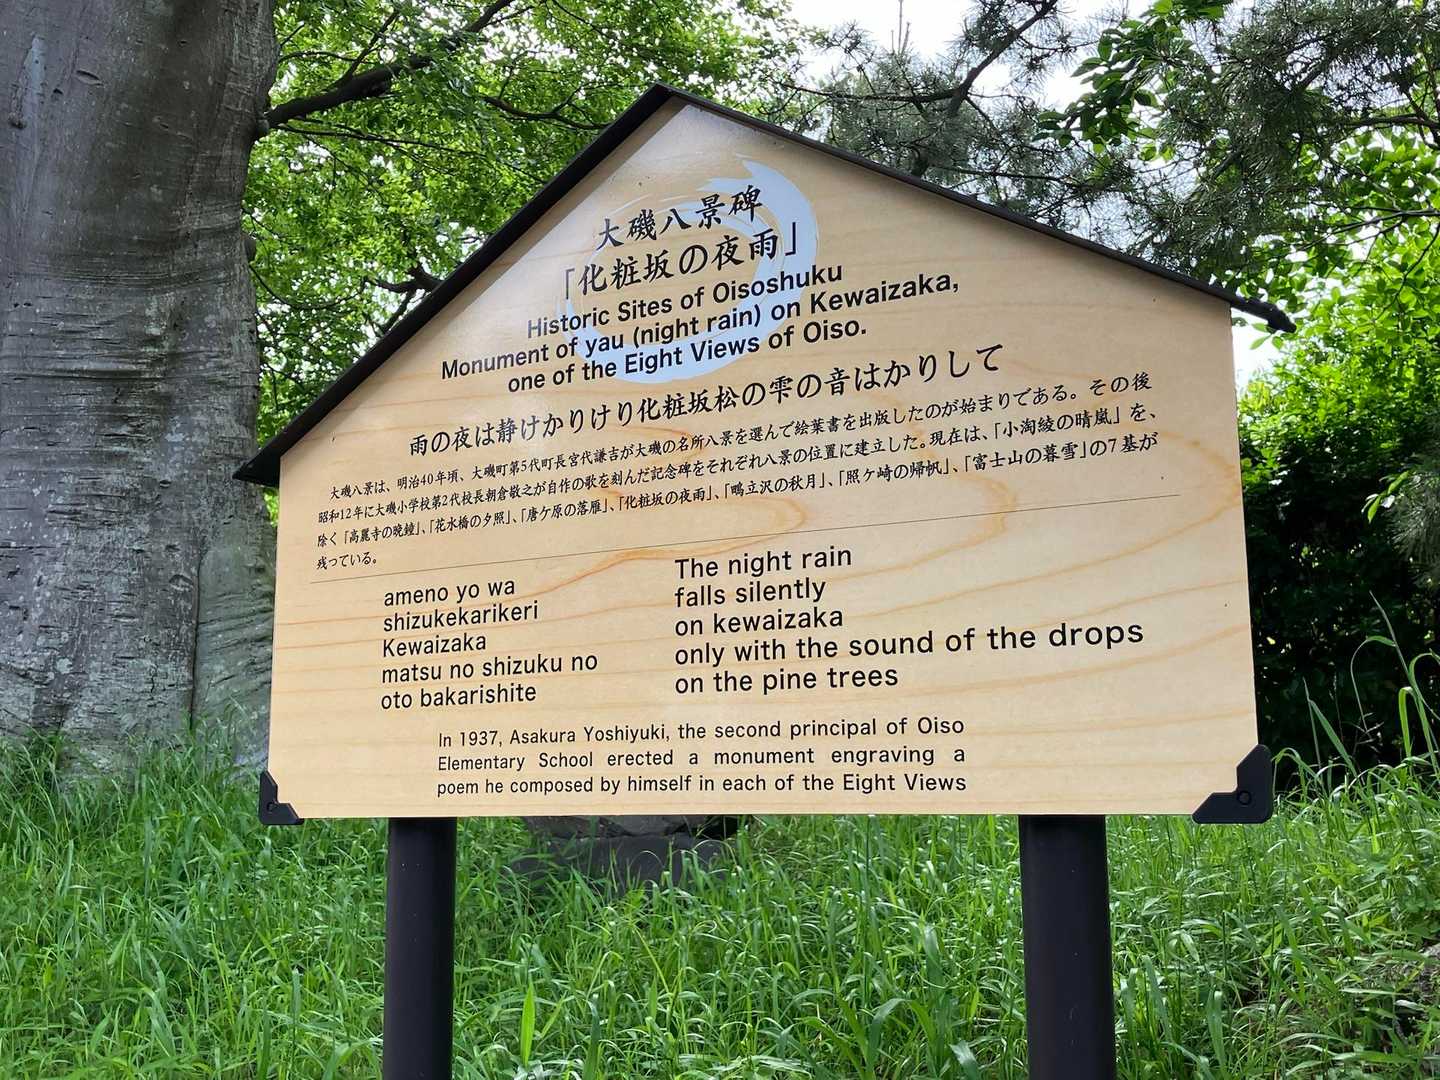 大磯八景碑
「化粧坂の夜雨」
Historic Sites of Oisoshuku
Monument of yau (night rain) on Kewaizaka,
one of the Eight Views of Oiso.
雨の夜は静けかりけり化粧坂松の雫の音はかりして
大磯八景は、明治40年頃、大磯町第5代町長宮代謙吉が大磯の名所八景を選んで絵葉書を出版したのが始まりである。その後
昭和12年に大磯小学校第2代校長朝倉敬之が自作の歌を刻んだ記念碑をそれぞれ八景の位置に建立した。現在は、「小淘綾の晴嵐」を、
除く「高麗寺の晩鐘」、「花水橋の夕照」、「唐ケ原の落雁」、「化粧坂の夜雨」、「鴫立沢の秋月」、「照ケ崎の帰帆」、「富士山の暮雪」の7基が
残っている。
ameno yo wa
shizukekarikeri
Kewaizaka
matsu no shizuku no
oto bakarishite
The night rain
falls silently
on kewaizaka
only with the sound of the drops
on the pine trees
In 1937, Asakura Yoshiyuki, the second principal of Oiso
Elementary School erected a monument engraving a
poem he composed by himself in each of the Eight Views